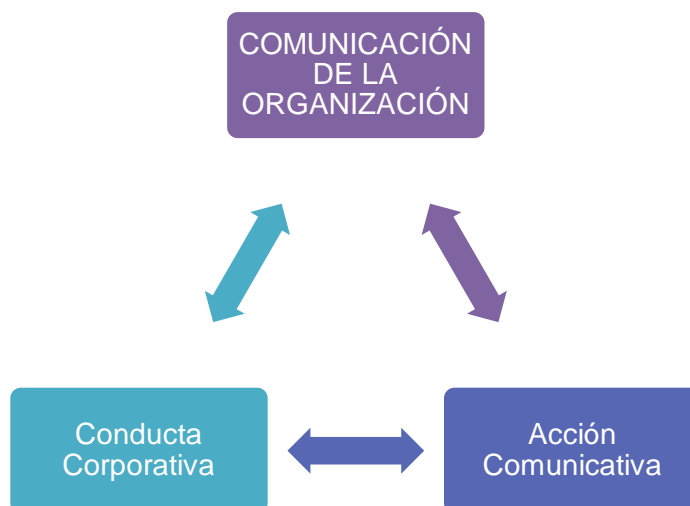 COMUNICACIÓN
DE LA
ORGANIZACIÓN
Conducta
Corporativa
Acción
Comunicativa